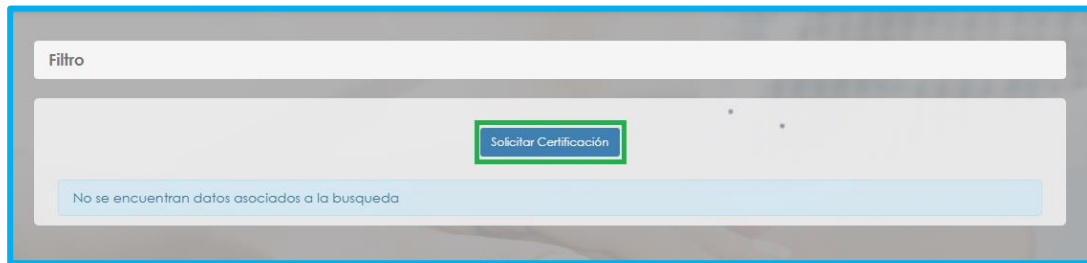 Filtro
Solicitar Certificación
No se encuentran datos asociados a la busqueda